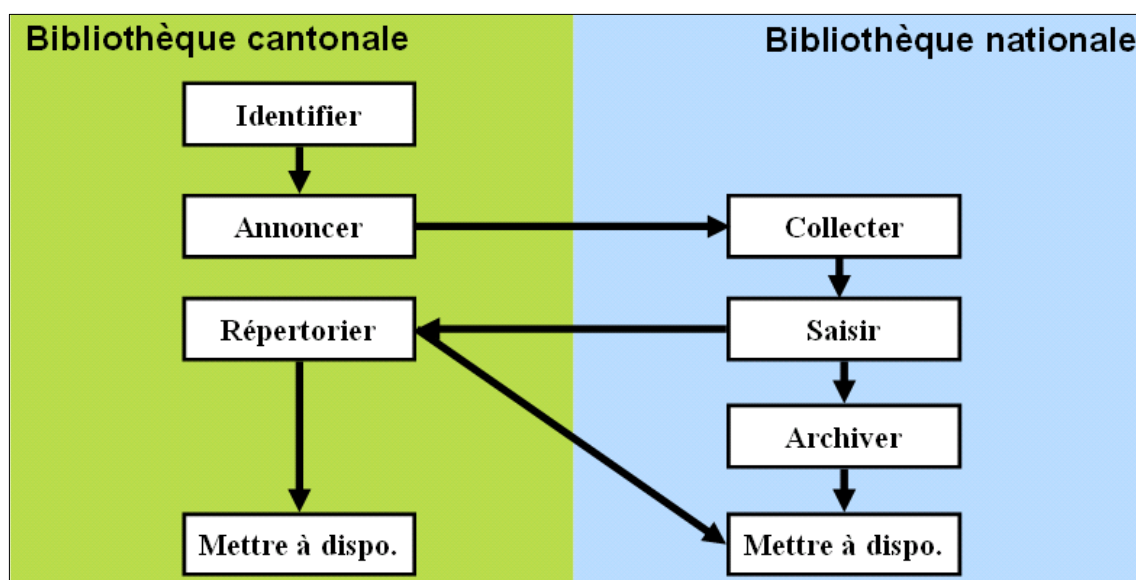 Bibliothèque cantonale
Bibliothèque nationale
Identifier
Annoncer
Collecter
Répertorier
Saisir
Archiver
Mettre à dispo.
Mettre à dispo.